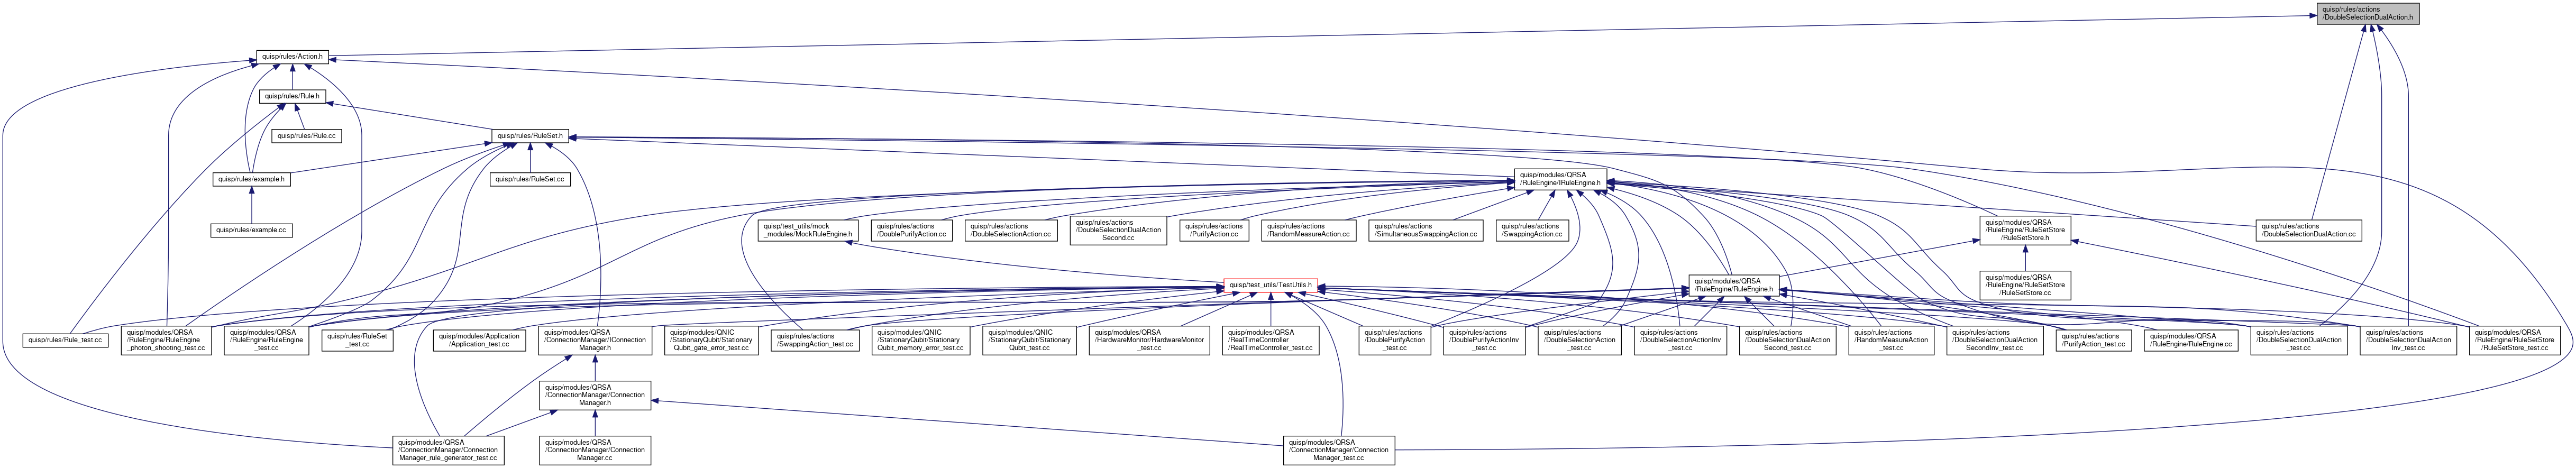 quisp/rules/actions
/DoubleSelectionDualAction.h
quisp/rules/Action.h
quisp/rules/Rule.h
quisp/rules/Rule.cc
quisp/rules/RuleSet.h
quisp/rules/example.h
quisp/rules/RuleSet.cc
quisp/modules/QRSA
/RuleEngine/IRuleEngine.h
quisp/rules/example.cc
quisp/test_utils/mock
_modules/MockRuleEngine.h
quisp/rules/actions
/DoublePurifyAction.cc
quisp/rules/actions
/DoubleSelectionAction.cc
quisp/rules/actions
/DoubleSelectionDualAction
Second.cc
quisp/rules/actions
/PurifyAction.cc
quisp/rules/actions
/RandomMeasureAction.cc
quisp/rules/actions
/SimultaneousSwappingAction.cc
quisp/rules/actions
/SwappingAction.cc
quisp/modules/QRSA
/RuleEngine/RuleSetStore
/RuleSetStore.h
quisp/rules/actions
/DoubleSelectionDualAction.cc
quisp/test_utils/TestUtils.h
quisp/modules/QRSA
/RuleEngine/RuleEngine.h
quisp/modules/QRSA
/RuleEngine/RuleSetStore
/RuleSetStore.cc
quisp/rules/Rule_test.cc
quisp/modules/QRSA
/RuleEngine/RuleEngine
_photon_shooting_test.cc
quisp/modules/QRSA
/RuleEngine/RuleEngine
_test.cc
quisp/rules/RuleSet
_test.cc
quisp/modules/Application
/Application_test.cc
quisp/modules/QRSA
/ConnectionManager/IConnection
Manager.h
quisp/modules/QNIC
/StationaryQubit/Stationary
Qubit_gate_error_test.cc
quisp/rules/actions
/SwappingAction_test.cc
quisp/modules/QNIC
/StationaryQubit/Stationary
Qubit_memory_error_test.cc
quisp/modules/QNIC
/StationaryQubit/Stationary
Qubit_test.cc
quisp/modules/QRSA
/HardwareMonitor/HardwareMonitor
_test.cc
quisp/modules/QRSA
/RealTimeController
/RealTimeController_test.cc
quisp/rules/actions
/DoublePurifyAction
_test.cc
quisp/rules/actions
/DoublePurifyActionInv
_test.cc
quisp/rules/actions
/DoubleSelectionAction
_test.cc
quisp/rules/actions
/DoubleSelectionActionInv
_test.cc
quisp/rules/actions
/DoubleSelectionDualAction
Second_test.cc
quisp/rules/actions
/RandomMeasureAction
_test.cc
quisp/rules/actions
/DoubleSelectionDualAction
SecondInv_test.cc
quisp/rules/actions
/PurifyAction_test.cc
quisp/modules/QRSA
/RuleEngine/RuleEngine.cc
quisp/rules/actions
/DoubleSelectionDualAction
_test.cc
quisp/rules/actions
/DoubleSelectionDualAction
Inv_test.cc
quisp/modules/QRSA
/RuleEngine/RuleSetStore
/RuleSetStore_test.cc
quisp/modules/QRSA
/ConnectionManager/Connection
Manager.h
quisp/modules/QRSA
/ConnectionManager/Connection
Manager_rule_generator_test.cc
quisp/modules/QRSA
/ConnectionManager/Connection
Manager.cc
quisp/modules/QRSA
/ConnectionManager/Connection
Manager_test.cc